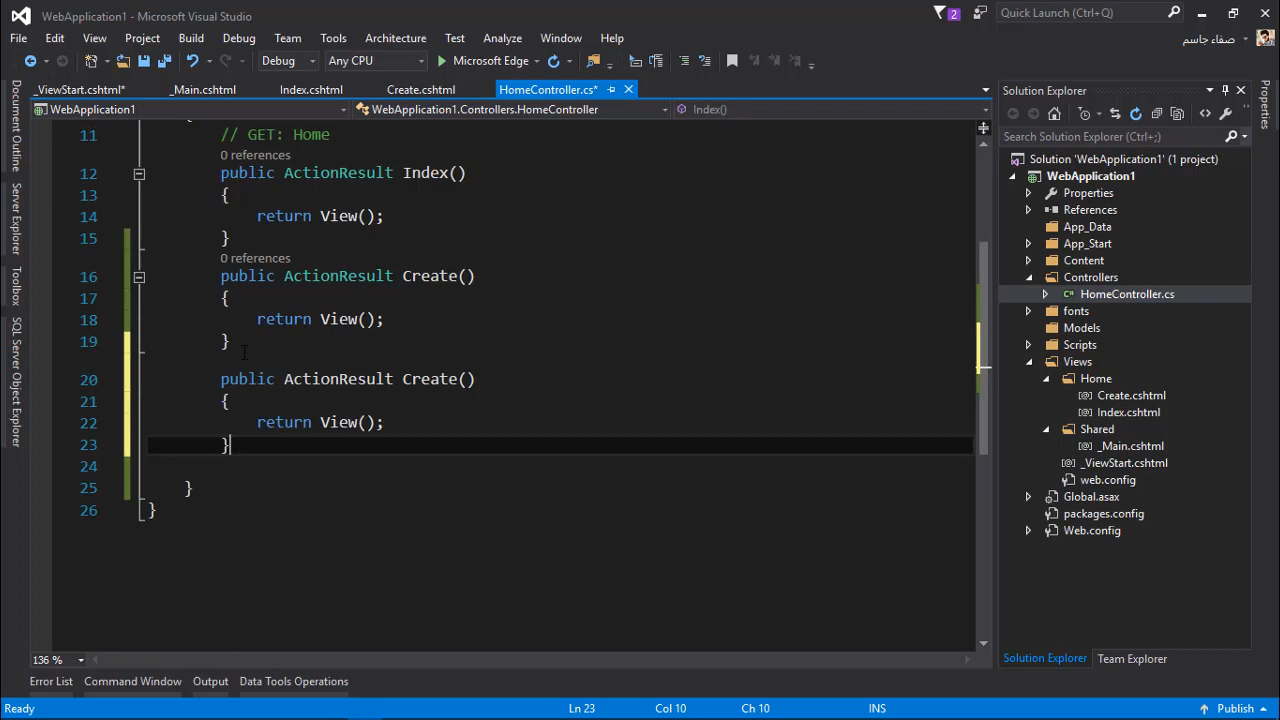 WebApplication1 - Microsoft Visual Studio
2
Quick Launch (Ctrl+Q)
File Edit View Project Build Debug Team Tools Architecture Test Analyze Window Help
صفاء جاسم
Debug Any CPU Microsoft Edge
_ViewStart.cshtml* _Main.cshtml Index.cshtml Create.cshtml HomeController.cs*
WebApplication1 WebApplication1.Controllers.HomeController Index()
Document Outline
Server Explorer
Toolbox
SQL Server Object Explorer
11 // GET: Home
0 references
12 public ActionResult Index()
13 {
14 return View();
15 }
0 references
16 public ActionResult Create()
17 {
18 return View();
19 }
20 public ActionResult Create()
21 {
22 return View();
23 }
24
25 }
26 }
136 %
Solution Explorer
Search Solution Explorer (Ctrl+;)
Solution 'WebApplication1' (1 project)
WebApplication1
Properties
References
App_Data
App_Start
Content
Controllers
HomeController.cs
fonts
Models
Scripts
Views
Home
Create.cshtml
Index.cshtml
Shared
_Main.cshtml
_ViewStart.cshtml
web.config
Global.asax
packages.config
Web.config
Solution Explorer Team Explorer
Properties
Error List Command Window Output Data Tools Operations
Ready Ln 23 Col 10 Ch 10 INS Publish